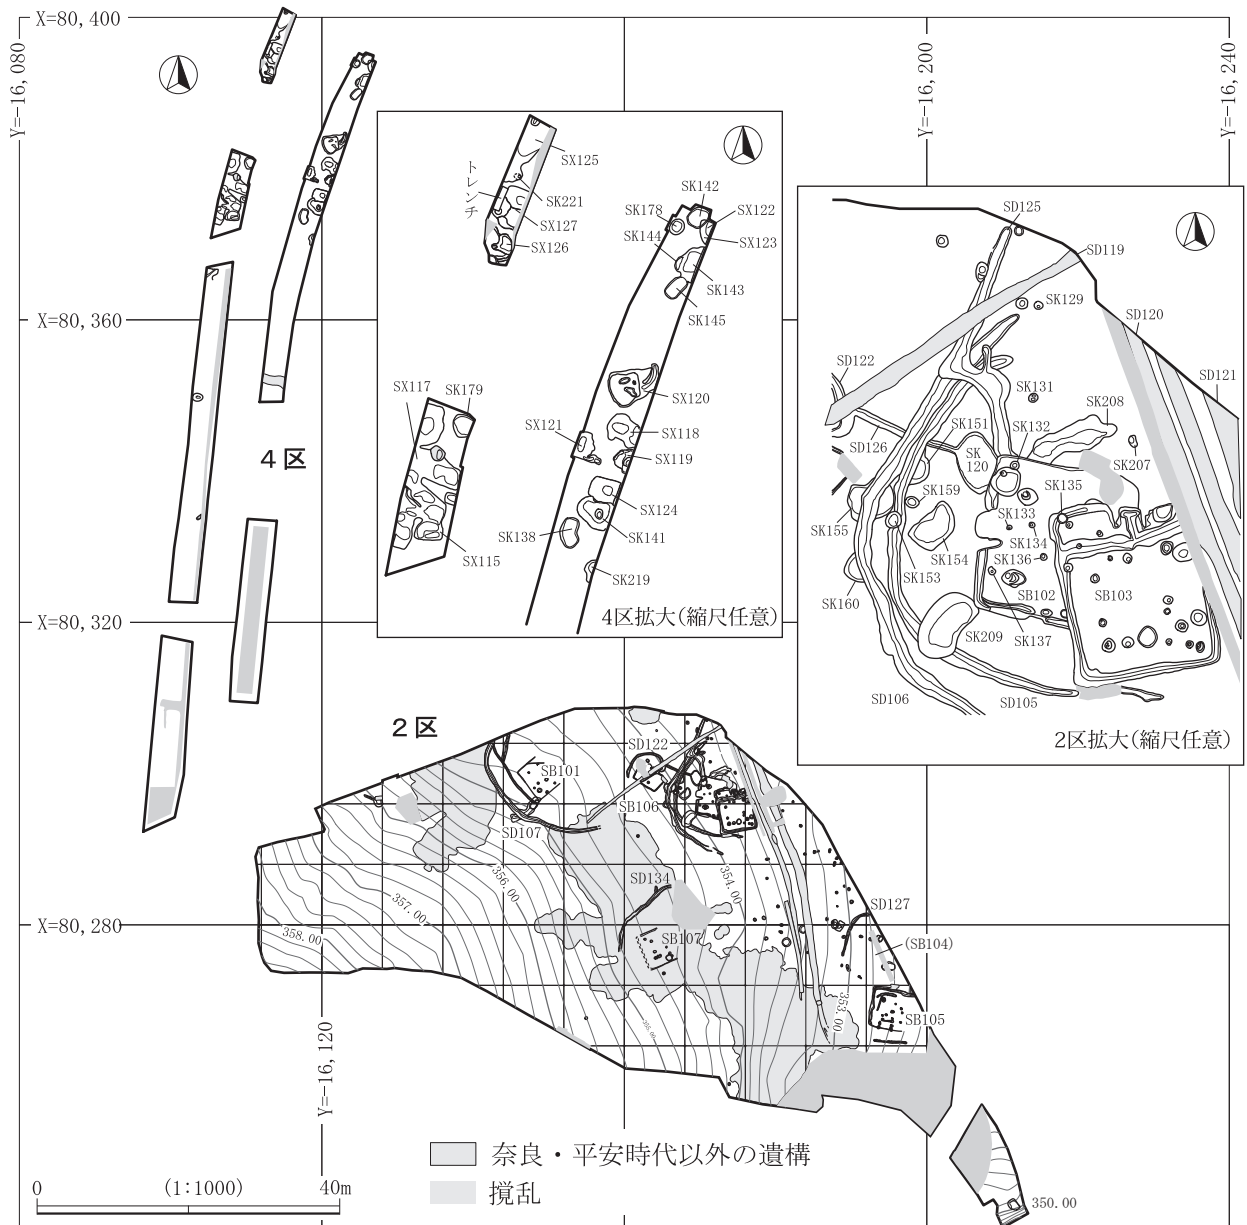 X=80,400
Y=-16,080
Y=-16,200
Y=-16,240
X=80,360
X=80,320
X=80,280
Y=-16,120
4区
トレンチ
SX125
SK221
SX127
SX126
SK142
SK178
SX122
SK144
SX123
SK143
SK145
SX117
SK179
SX120
SX121
SX118
SX119
SX124
SK138
SK141
SX115
SK219
4区拡大(縮尺任意)
SD125
SD119
SK129
SD120
SD122
SD121
SK131
SK208
SK151
SK132
SD126
SK
120
SK207
SK159
SK135
SK155
SK133
SK134
SK154
SK136
SK153
SB102
SB103
SK160
SK209
SK137
SD106
SD105
2区拡大(縮尺任意)
2区
SD122
SB101
SB106
SD107
354.00
356.00
SD134
357.00
SD127
358.00
SB107
(SB104)
355.00
353.00
SB105
奈良・平安時代以外の遺構
撹乱
0
(1:1000)
40m
350.00